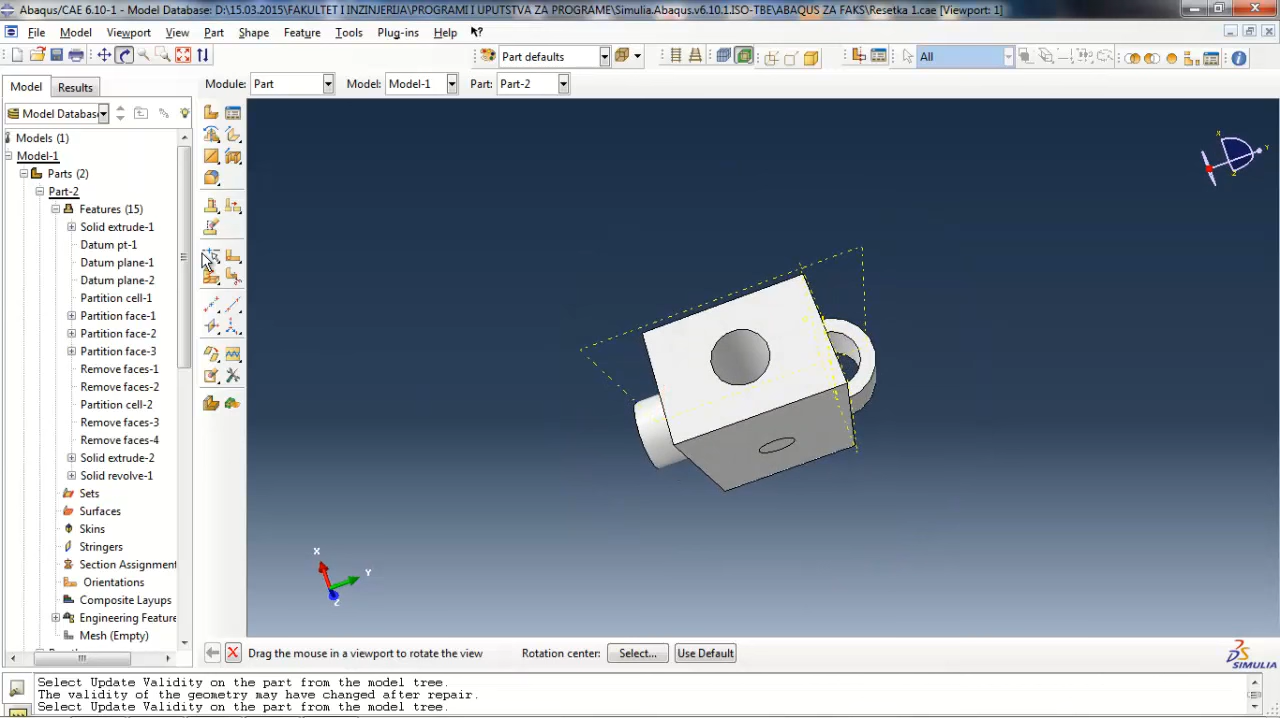 Abaqus/CAE 6.10-1 - Model Database: D:\15.03.2015\FAKULTET I INZINJERIJA\PROGRAMI I UPUTSTVA ZA PROGRAME\Simulia.Abaqus.v6.10.1.ISO-TBE\ABAQUS ZA FAKS\Resetka 1.cae [Viewport: 1]
File Model Viewport View Part Shape Feature Tools Plug-ins Help
Part defaults All
Model Results
Module: Part Model: Model-1 Part: Part-2
Model Databas
Models (1)
Model-1
Parts (2)
Part-2
Features (15)
Solid extrude-1
Datum pt-1
Datum plane-1
Datum plane-2
Partition cell-1
Partition face-1
Partition face-2
Partition face-3
Remove faces-1
Remove faces-2
Partition cell-2
Remove faces-3
Remove faces-4
Solid extrude-2
Solid revolve-1
Sets
Surfaces
Skins
Stringers
Section Assignment
Orientations
Composite Layups
Engineering Feature
Mesh (Empty)
X
Y
Z
X
Y
Z
Drag the mouse in a viewport to rotate the view Rotation center: Select... Use Default
SIMULIA
Select Update Validity on the part from the model tree.
The validity of the geometry may have changed after repair.
Select Update Validity on the part from the model tree.